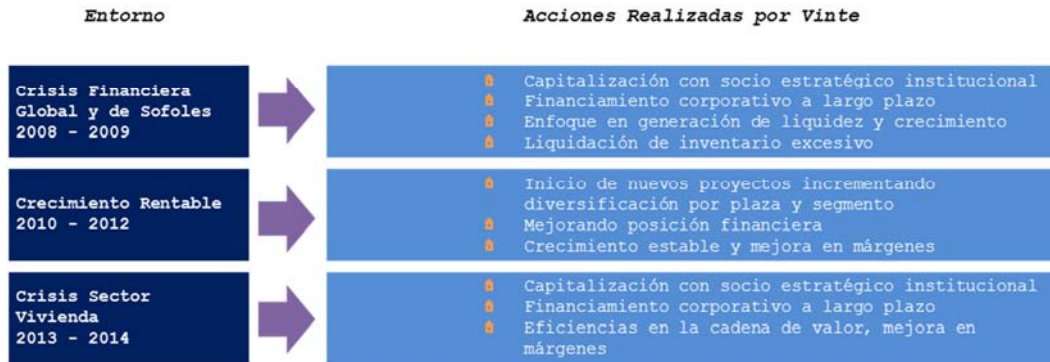 Entorno
Acciones Realizadas por Vinte
Crisis Financiera
Global y de Sofoles
2008 - 2009
Capitalización con socio estratégico institucional
Financiamiento corporativo a largo plazo
Enfoque en generación de liquidez y crecimiento
Liquidación de inventario excesivo
Crecimiento Rentable
2010 - 2012
Inicio de nuevos proyectos incrementando
diversificación por plaza y segmento
Mejorando posición financiera
Crecimiento estable y mejora en márgenes
Crisis Sector
Vivienda
2013 - 2014
Capitalización con socio estratégico institucional
Financiamiento corporativo a largo plazo
Eficiencias en la cadena de valor, mejora en
márgenes